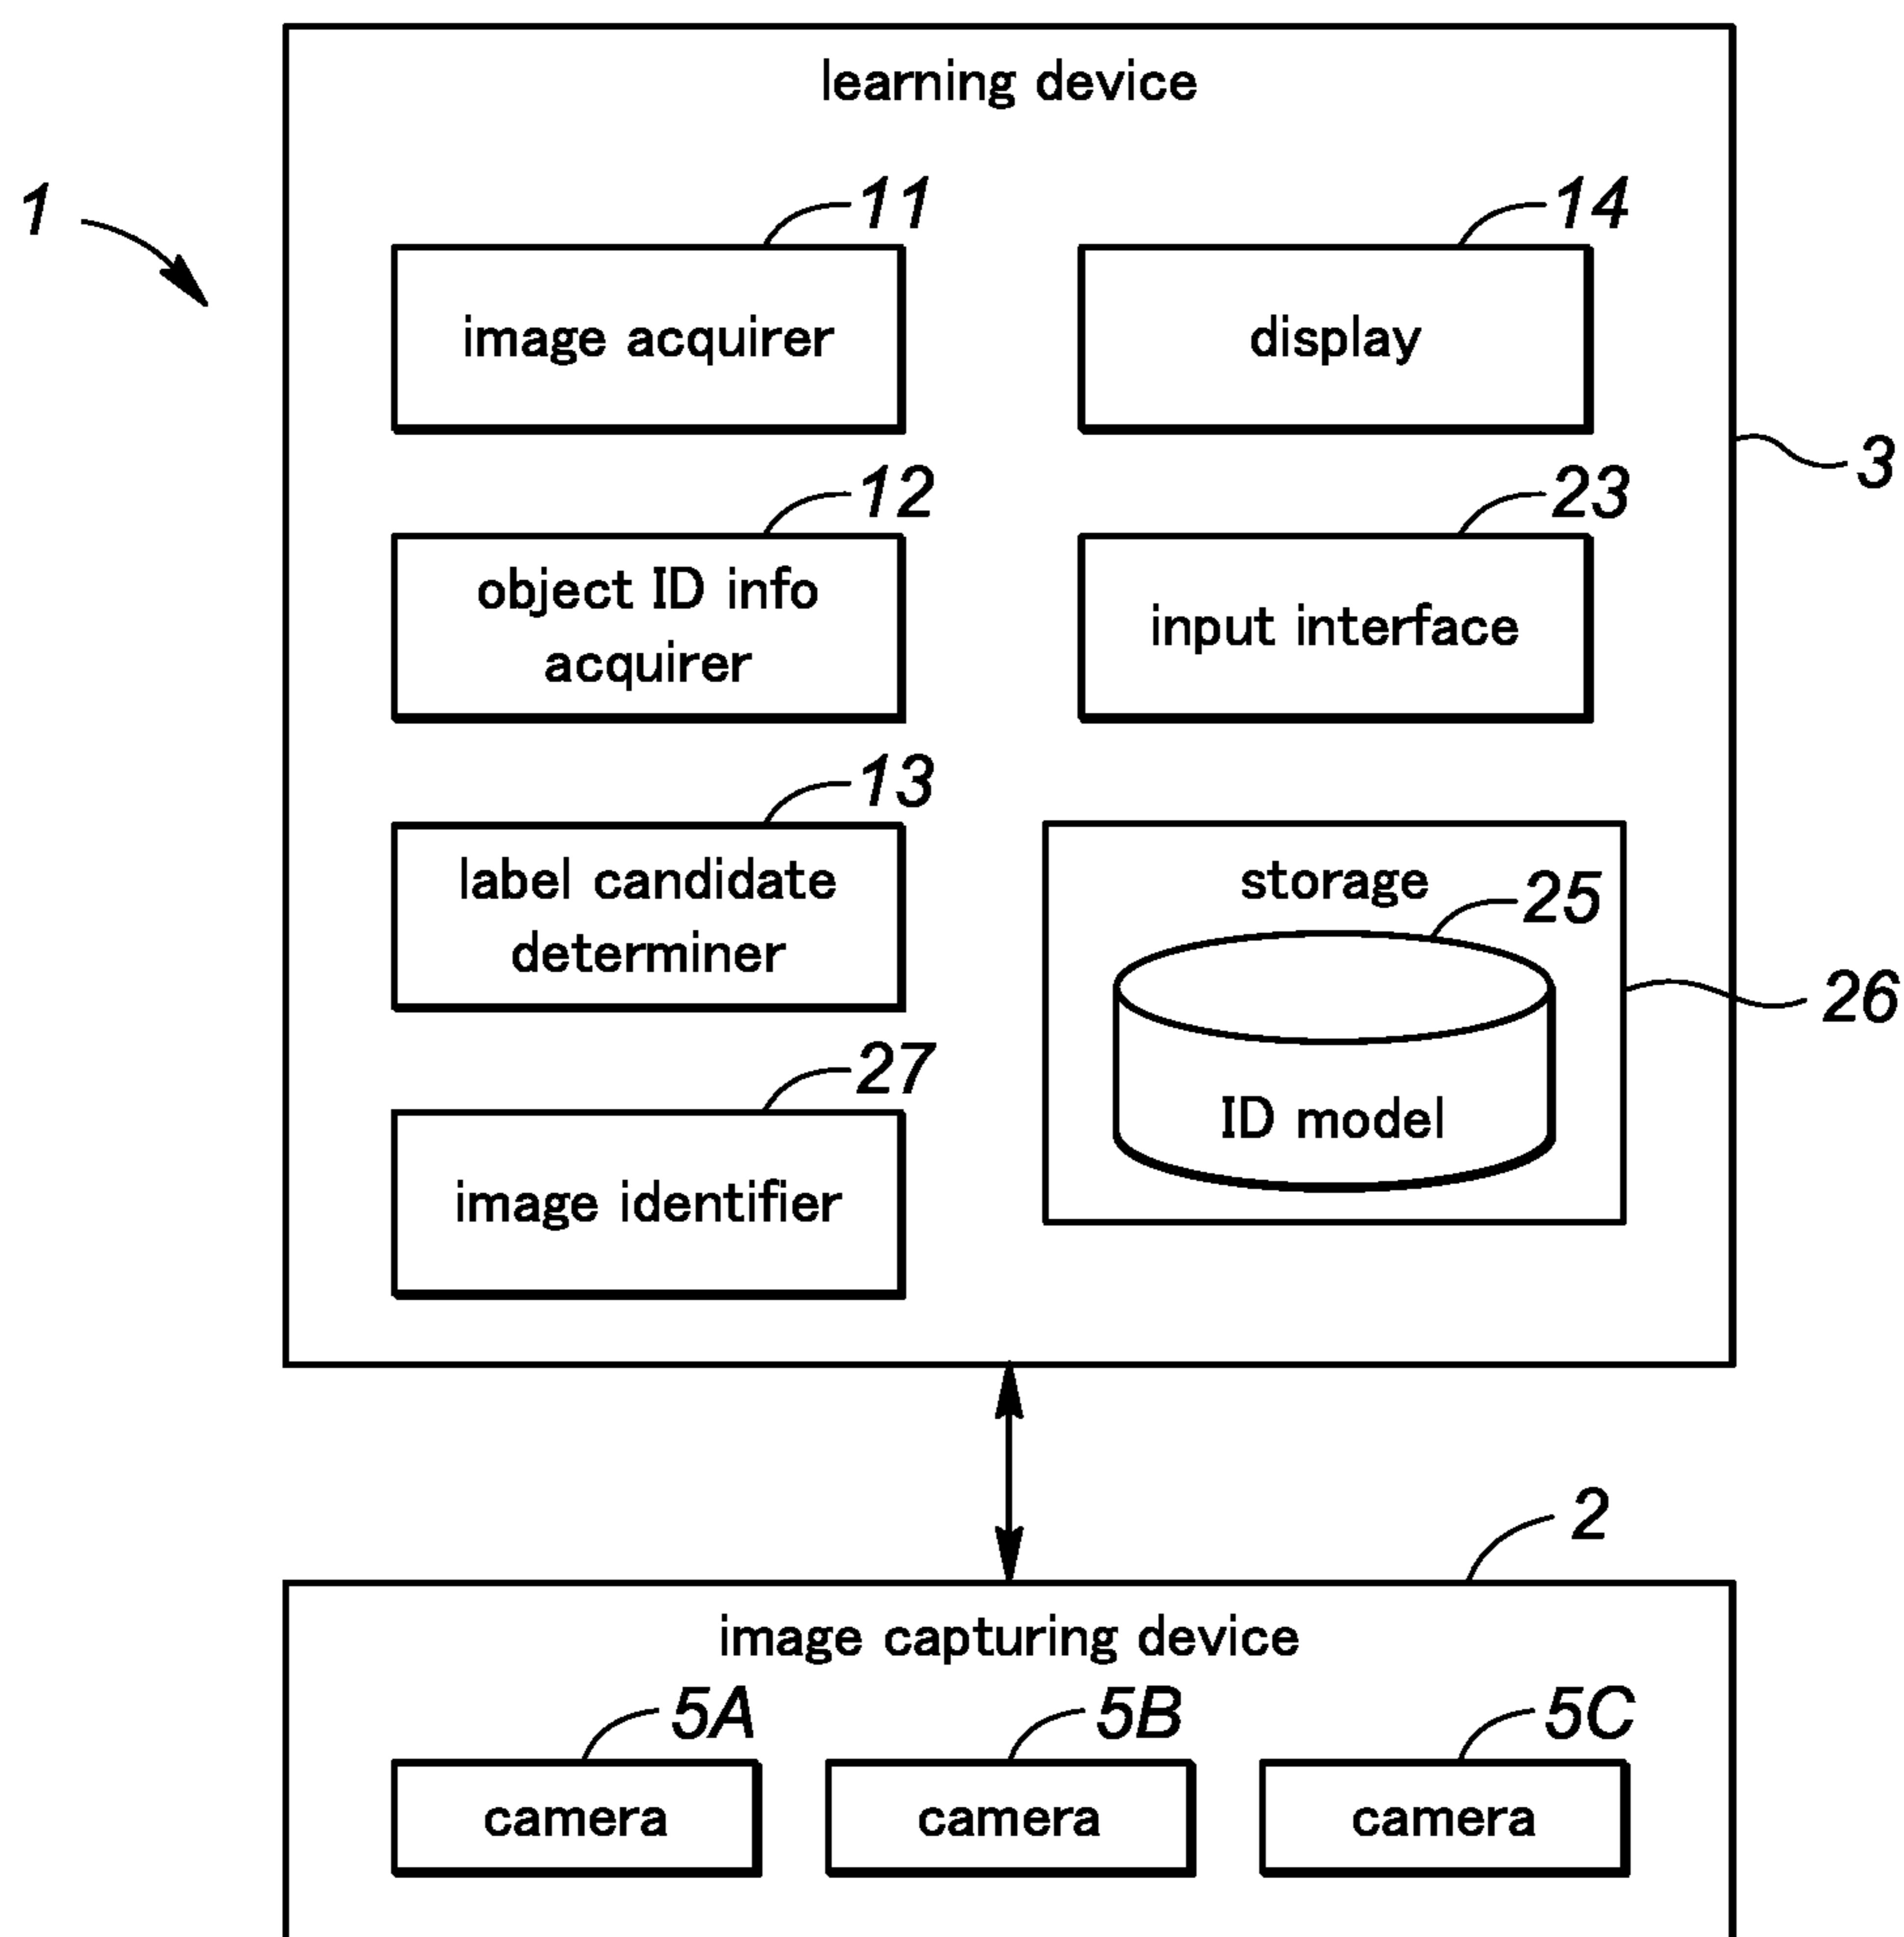 learning device
1
11
14
image acquirer
display
3
12
23
object ID info
acquirer
input interface
13
label candidate
determiner
storage
25
26
ID model
27
image identifier
2
image capturing device
5A
5B
5C
camera
camera
camera